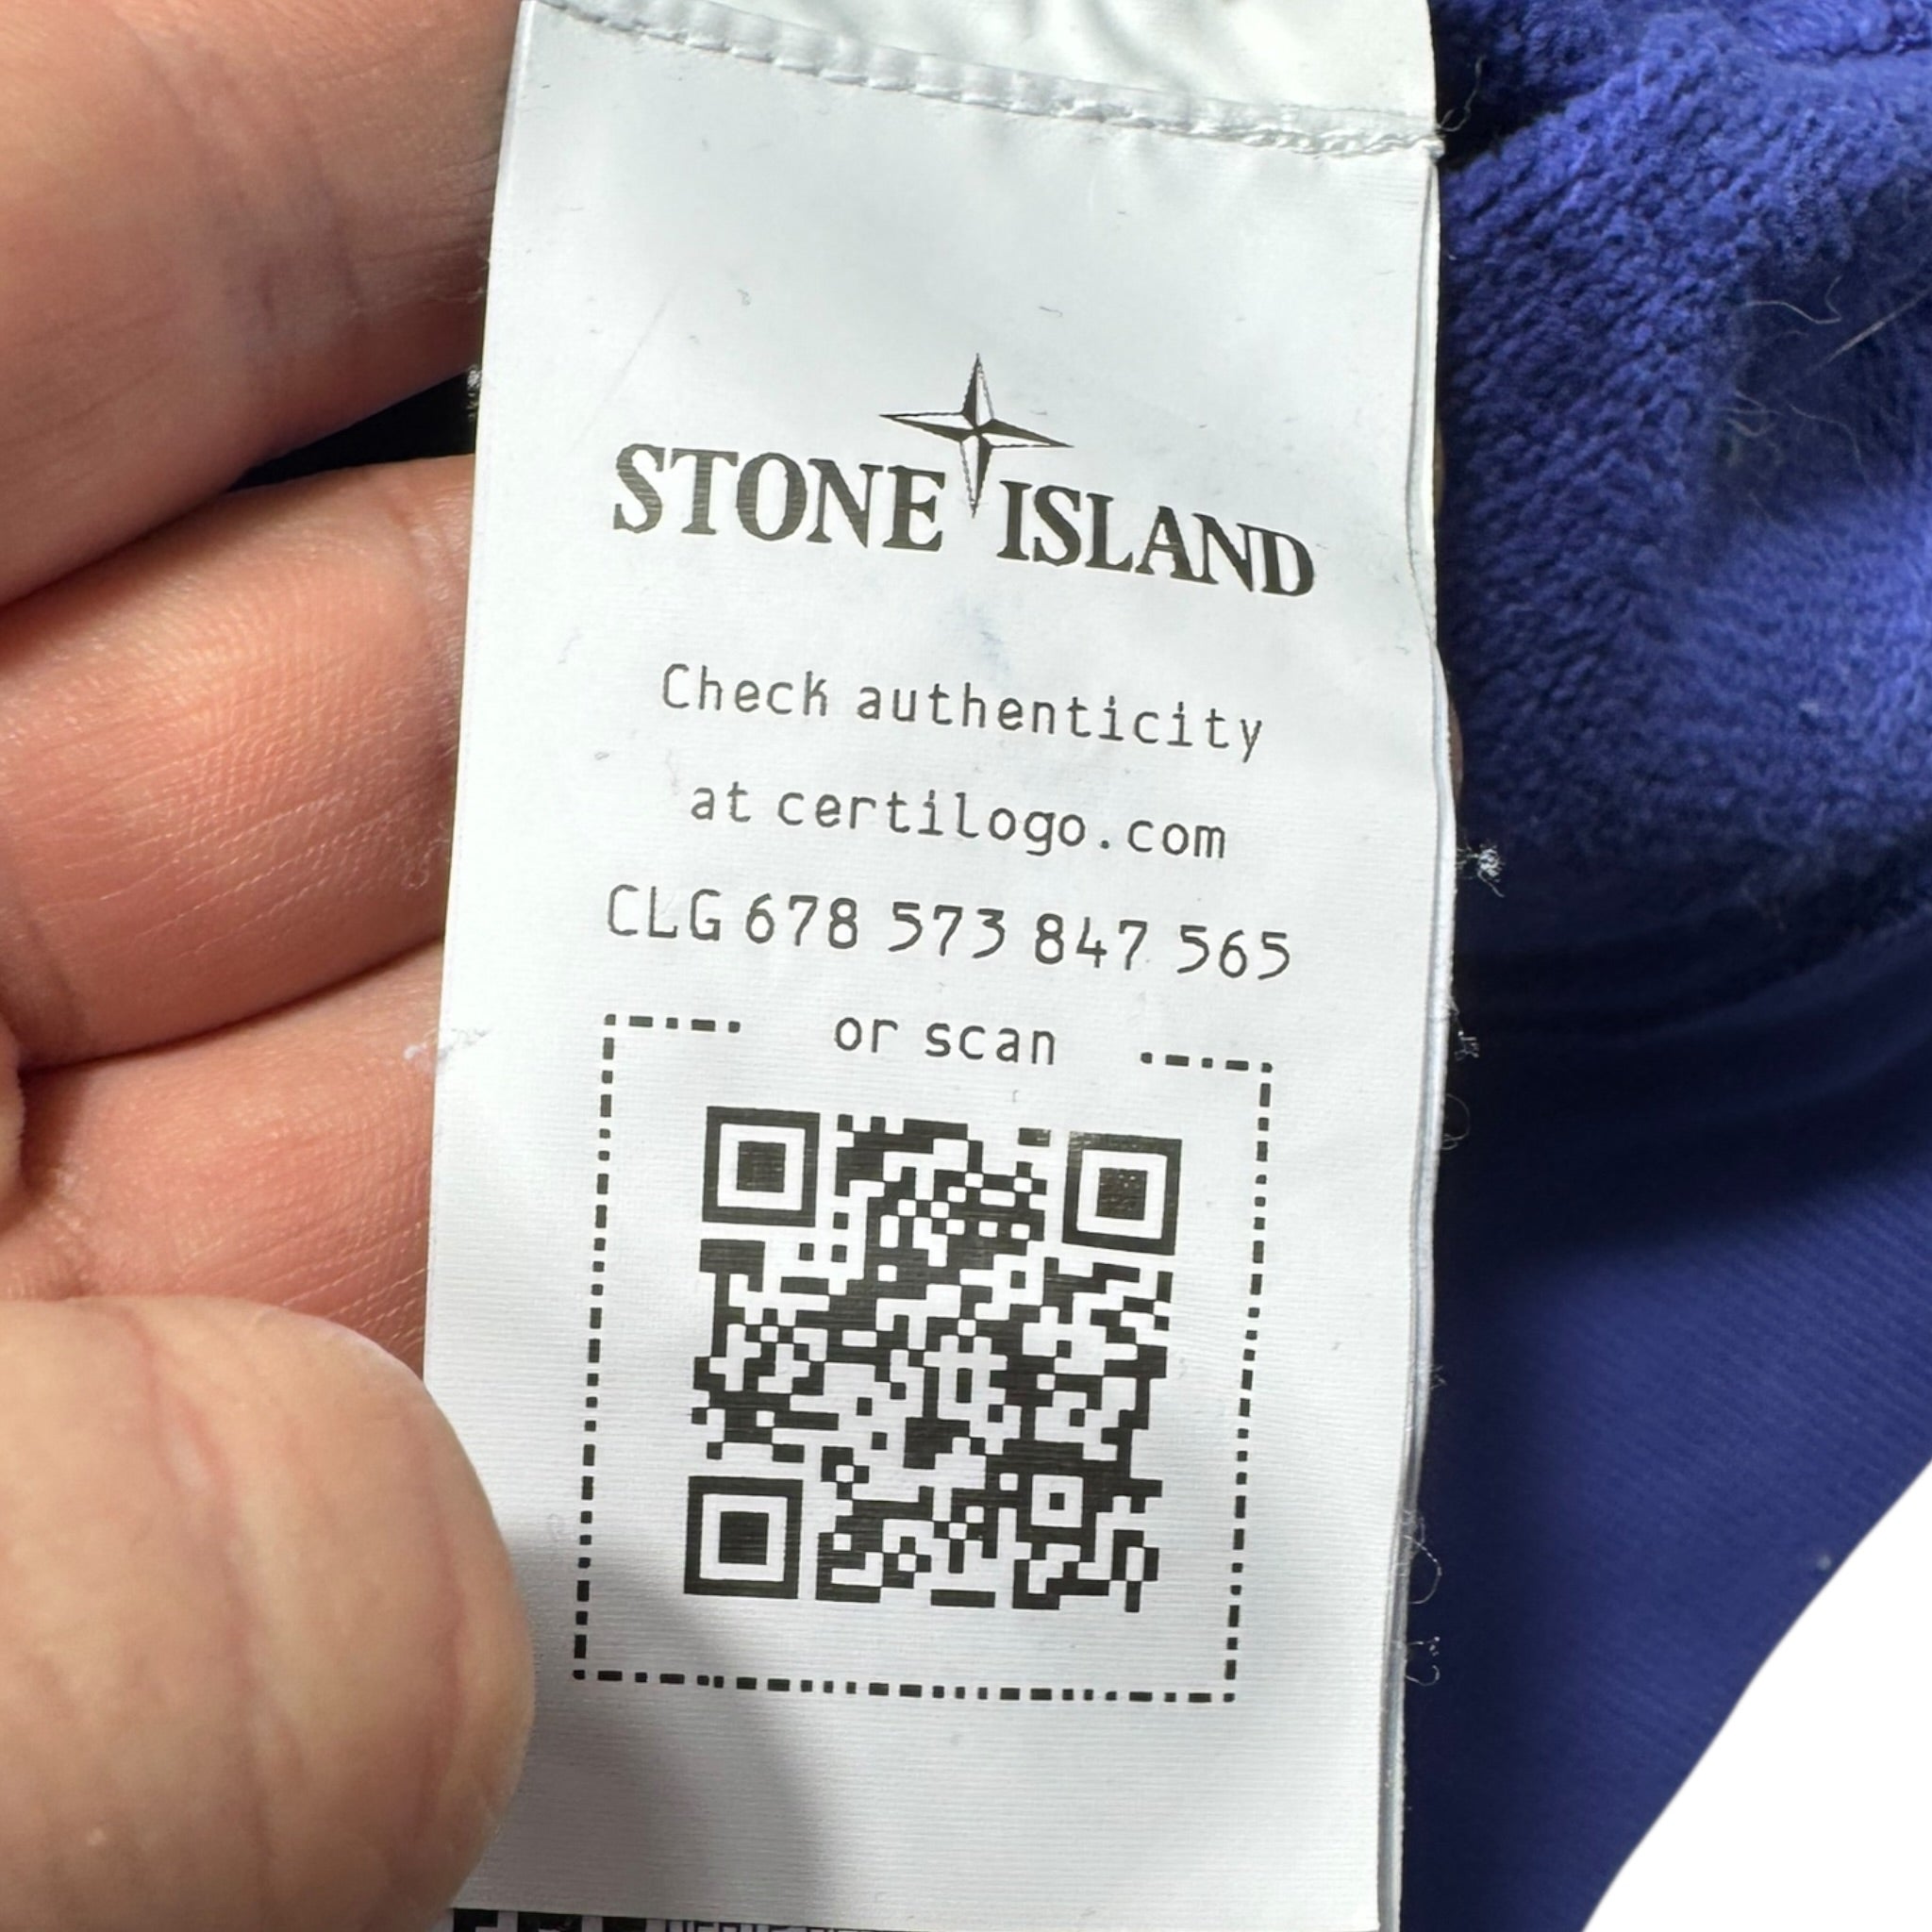 STONE ISLAND
Check authenticity
at certilogo.com
CLG 678 573 847 565
or scan